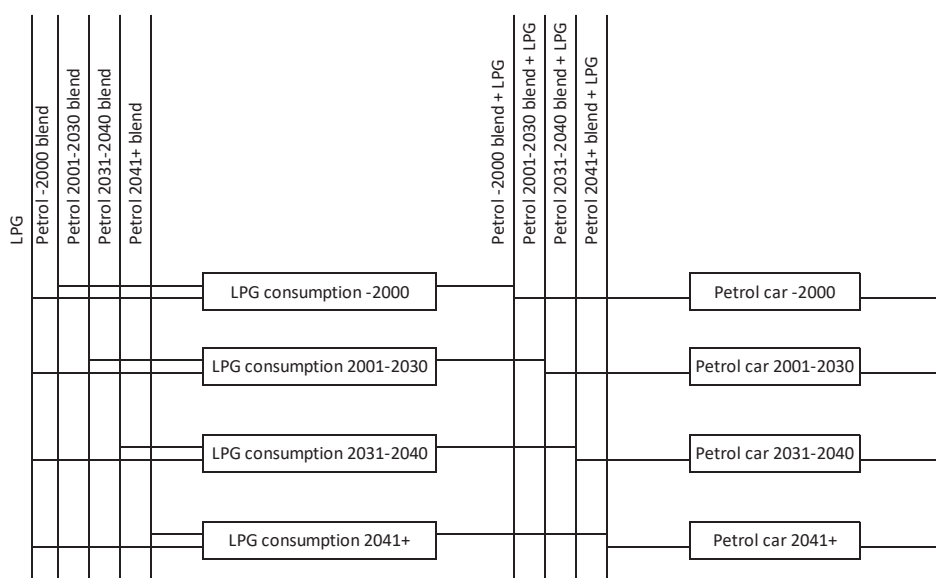 LPG
Petrol -2000 blend
Petrol 2001-2030 blend
Petrol 2031-2040 blend
Petrol 2041+ blend
Petrol -2000 blend + LPG
Petrol 2001-2030 blend + LPG
Petrol 2031-2040 blend + LPG
Petrol 2041+ blend + LPG
LPG consumption -2000
Petrol car -2000
LPG consumption 2001-2030
Petrol car 2001-2030
LPG consumption 2031-2040
Petrol car 2031-2040
LPG consumption 2041+
Petrol car 2041+